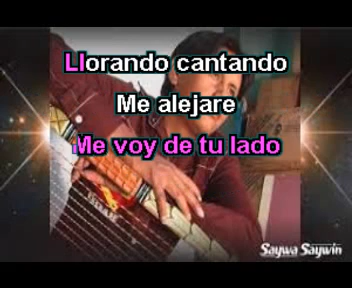 Llorando cantando
Me alejare
Me voy de tu lado
Saywa Saywin